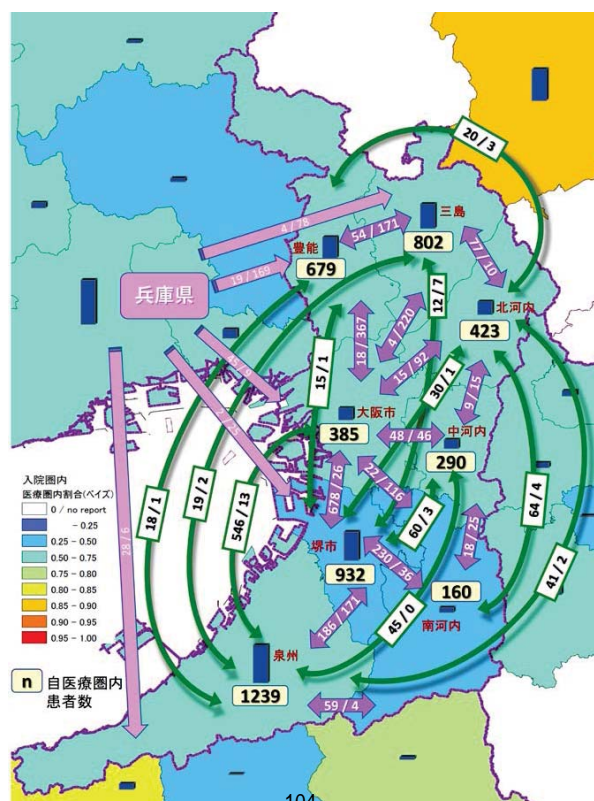 20 / 3
三島
4 / 78
54 / 171
802
豊能
19 / 169
679
77 / 10
兵庫県
12 / 7
北河内
423
4 / 220
18 / 367
15 / 1
15 / 92
30 / 1
9 / 15
大阪市
385
48 / 46
中河内
290
入院圏内
医療圏内割合(ベイズ)
0 / no report
- 0.25
0.25 - 0.50
0.50 - 0.75
0.75 - 0.80
0.80 - 0.85
0.85 - 0.90
0.90 - 0.95
0.95 - 1.00
n 自医療圏内
患者数
28 / 6
18 / 1
19 / 2
546 / 13
678 / 26
22 / 116
60 / 3
18 / 25
64 / 4
41 / 2
堺市
932
230 / 36
160
南河内
186 / 171
45 / 0
泉州
1239
59 / 4
104